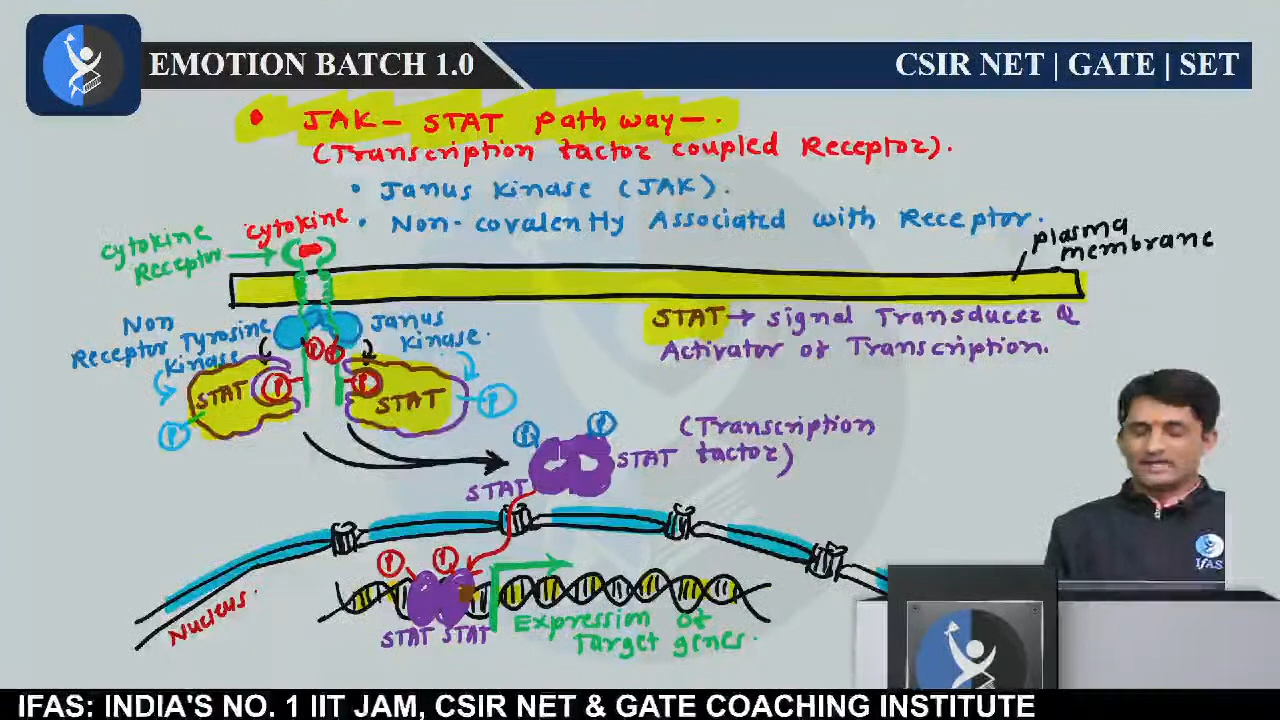 EMOTION BATCH 1.0
CSIR NET | GATE | SET
• JAK - STAT pathway -.
(Transcription factor coupled Receptor).
• Janus kinase (JAK).
• Non-covalently Associated with Receptor.
cytokine Receptor
cytokine
plasma membrane
Non Receptor Tyrosine kinase
Janus kinase.
STAT → signal Transducer &
Activator of Transcription.
P P
STAT P
P STAT
P
P
P P
(Transcription
STAT factor)
STAT
P P
Nucleus.
STAT STAT
Expression of
Target genes.
IFAS
IFAS: INDIA'S NO. 1 IIT JAM, CSIR NET & GATE COACHING INSTITUTE